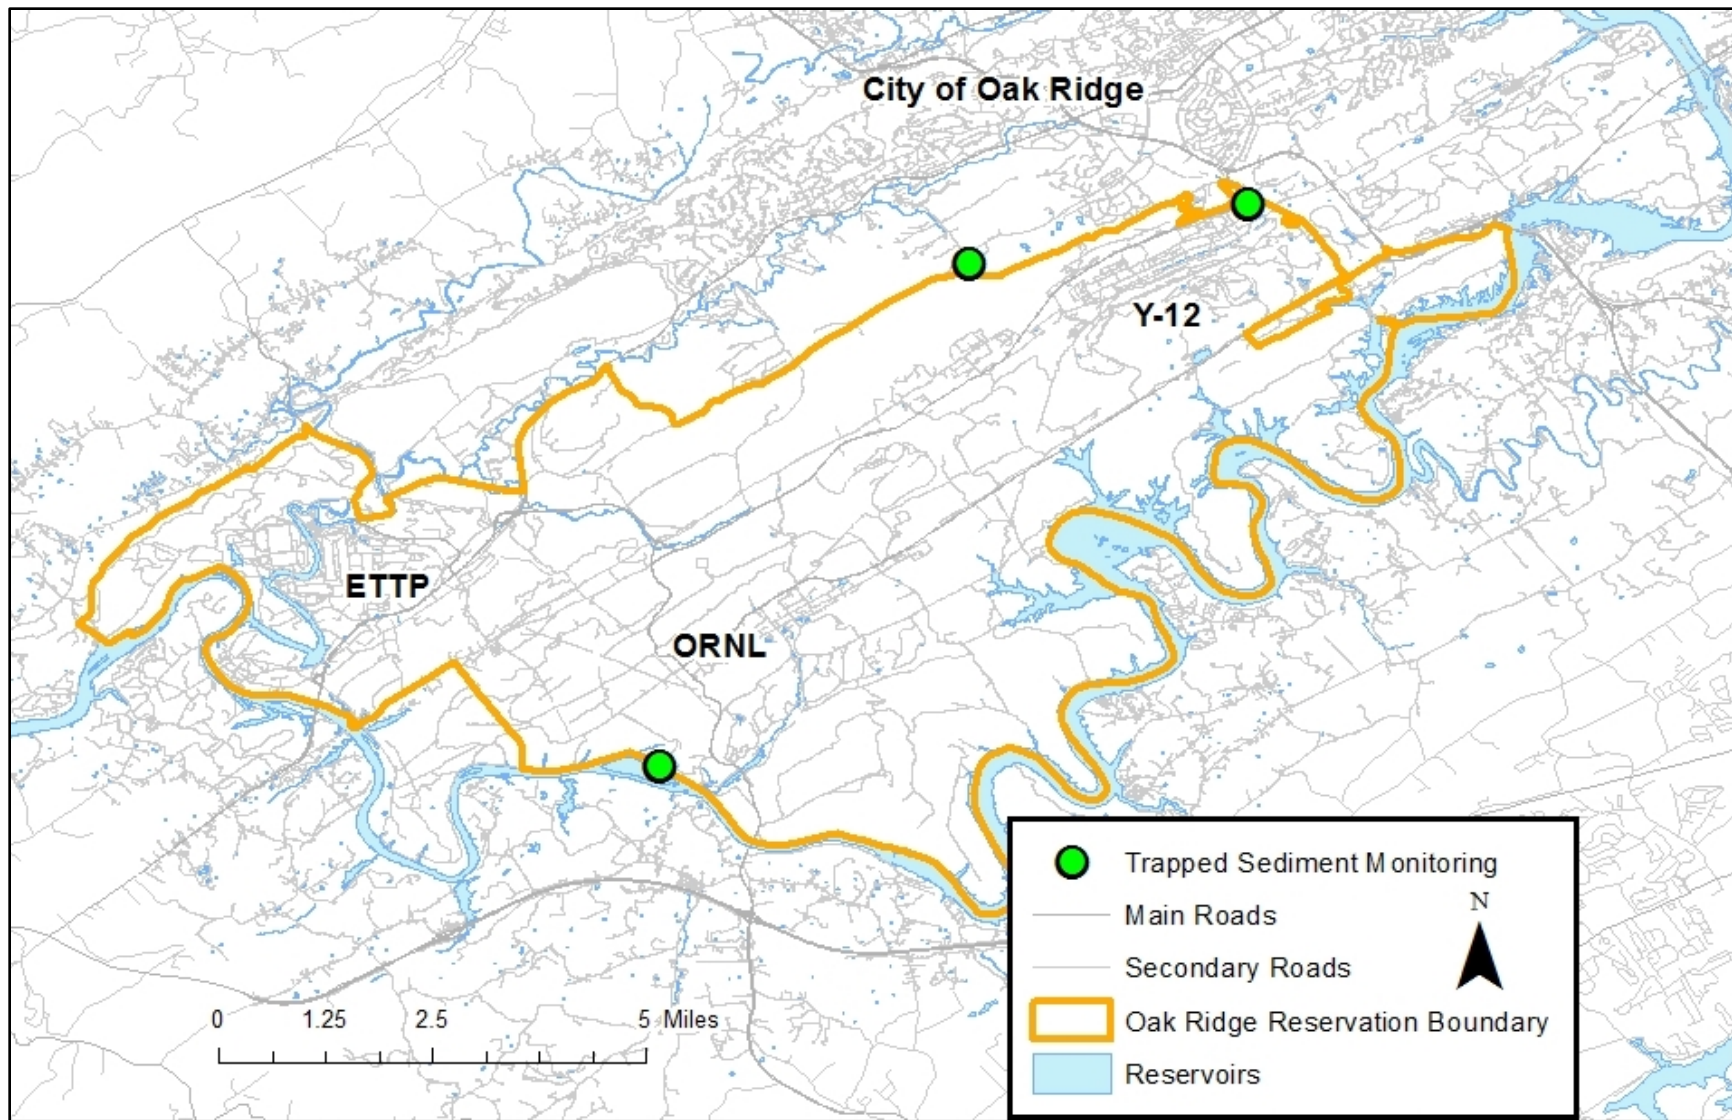 City of Oak Ridge
Y-12
ETTP
ORNL
Trapped Sediment Monitoring
N
Main Roads
Secondary Roads
Oak Ridge Reservation Boundary
Reservoirs
0 1.25 2.5 5 Miles